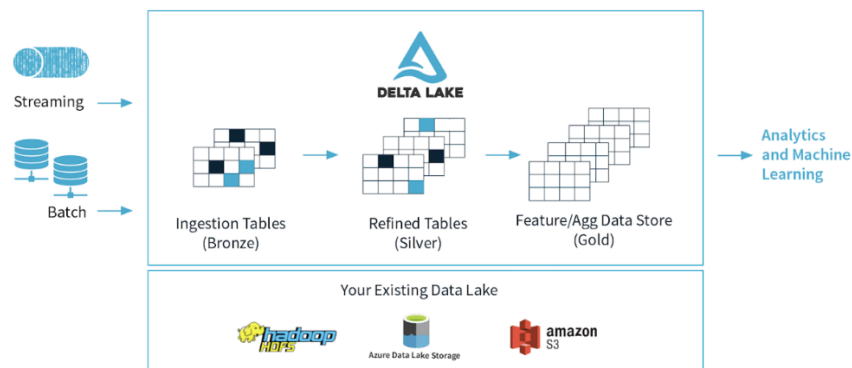 Streaming
Batch
DELTA LAKE
Ingestion Tables
(Bronze)
Refined Tables
(Silver)
Feature/Agg Data Store
(Gold)
Analytics
and Machine
Learning
Your Existing Data Lake
hadoop
HDFS
Azure Data Lake Storage
amazon
S3